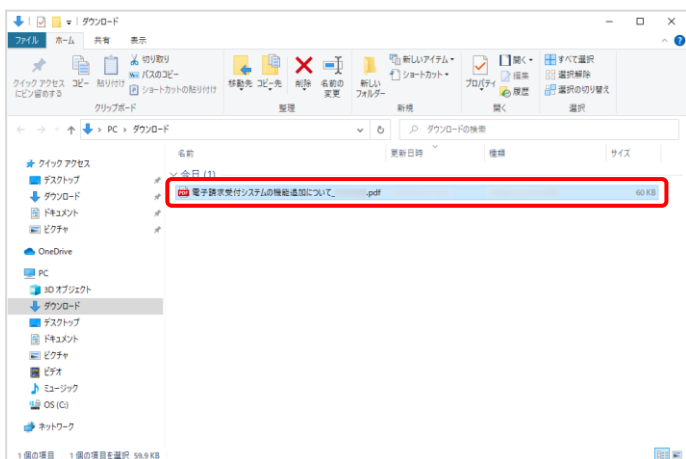 ダウンロード
ファイル ホーム 共有 表示
クイック アクセスにピン留めする
コピー
貼り付け
切り取り
パスのコピー
ショートカットの貼り付け
移動先
コピー先
削除
名前の変更
新しいフォルダー
新しいアイテム
ショートカット
プロパティ
開く
編集
履歴
すべて選択
選択解除
選択の切り替え
クリップボード 整理 新規 開く 選択
PC › ダウンロード
ダウンロードの検索
名前 更新日時 種類 サイズ
今日 (1)
電子請求受付システムの機能追加について_ .pdf 60 KB
クイック アクセス
デスクトップ
ダウンロード
ドキュメント
ピクチャ
OneDrive
PC
3D オブジェクト
ダウンロード
デスクトップ
ドキュメント
ピクチャ
ビデオ
ミュージック
OS (C:)
ネットワーク
1 個の項目 1 個の項目を選択 59.9 KB